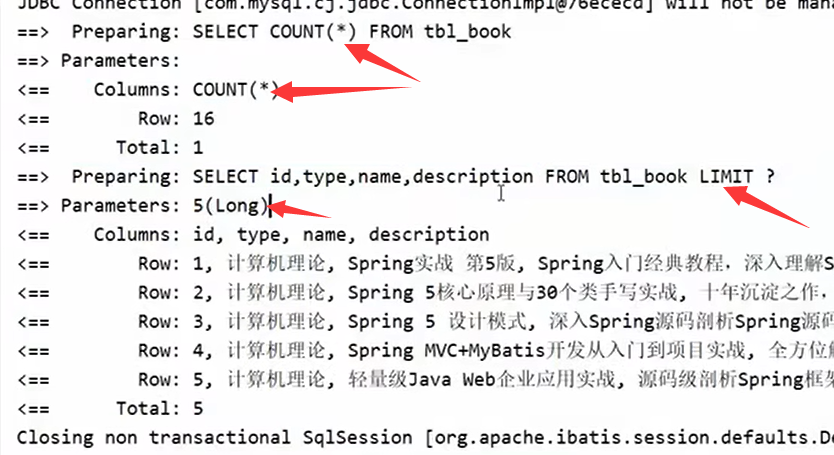 JDBC Connection [com.mysql.cj.jdbc.ConnectionImpl@76ececd] will not be mana
==>  Preparing: SELECT COUNT(*) FROM tbl_book
==> Parameters:
<==    Columns: COUNT(*)
<==        Row: 16
<==      Total: 1
==>  Preparing: SELECT id,type,name,description FROM tbl_book LIMIT ?
==> Parameters: 5(Long)
<==    Columns: id, type, name, description
<==        Row: 1, 计算机理论, Spring实战 第5版, Spring入门经典教程，深入理解S
<==        Row: 2, 计算机理论, Spring 5核心原理与30个类手写实战, 十年沉淀之作，
<==        Row: 3, 计算机理论, Spring 5 设计模式, 深入Spring源码剖析Spring源
<==        Row: 4, 计算机理论, Spring MVC+MyBatis开发从入门到项目实战, 全方位
<==        Row: 5, 计算机理论, 轻量级Java Web企业应用实战, 源码级剖析Spring框
<==      Total: 5
Closing non transactional SqlSession [org.apache.ibatis.session.defaults.De